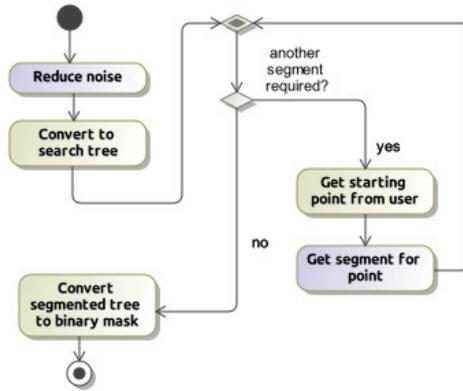 Reduce noise
Convert to
search tree
another
segment
required?
yes
Get starting
point from user
Get segment for
point
no
Convert
segmented tree
to binary mask